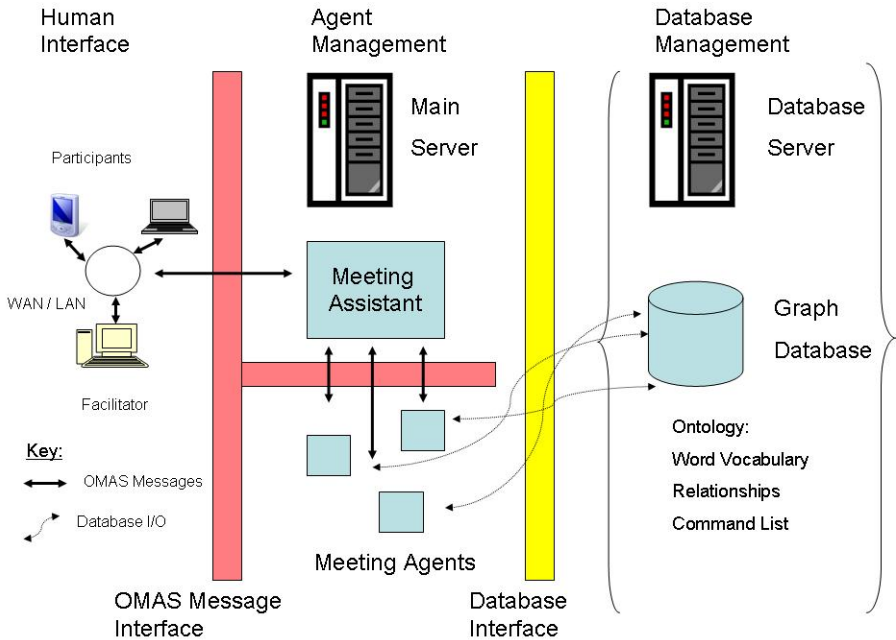 Human
Interface
Agent
Management
Database
Management
Main
Server
Database
Server
Participants
WAN / LAN
Meeting
Assistant
Graph
Database
Facilitator
Key:
OMAS Messages
Database I/O
Ontology:
Word Vocabulary
Relationships
Command List
Meeting Agents
OMAS Message
Interface
Database
Interface